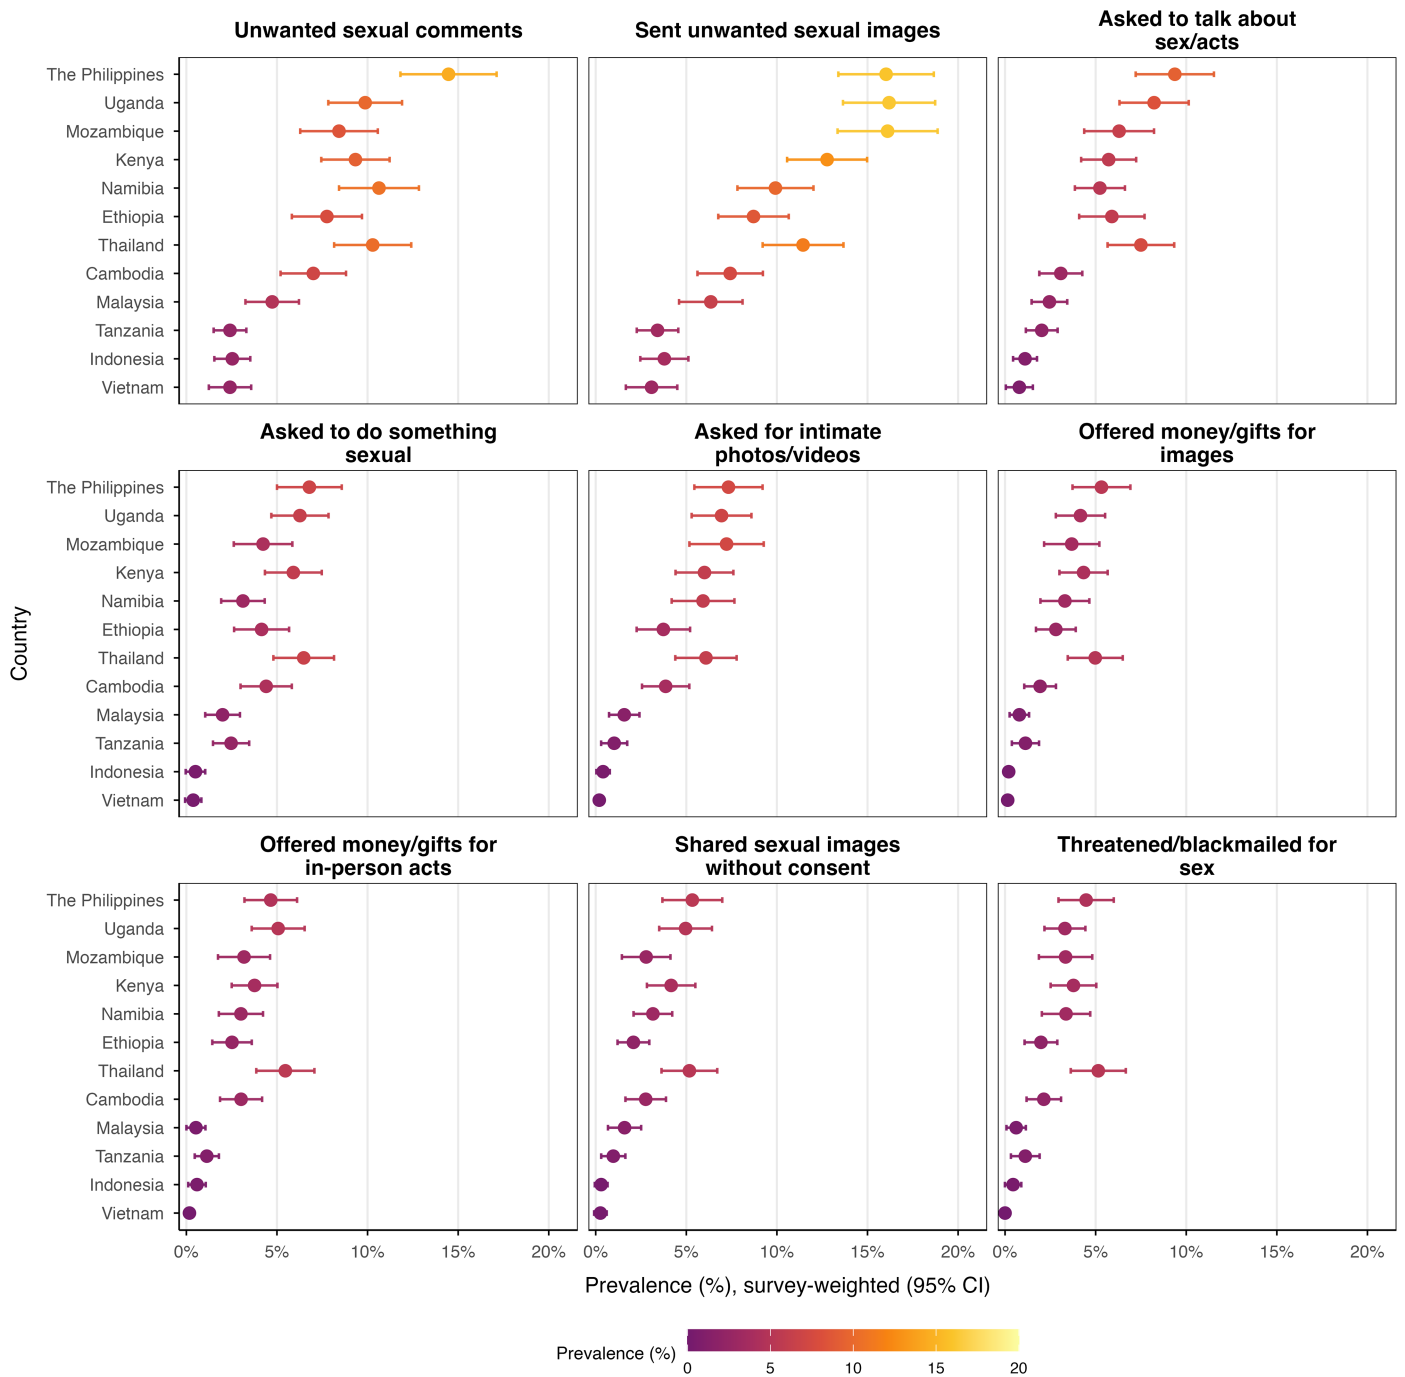 Unwanted sexual comments
Sent unwanted sexual images
Asked to talk about
sex/acts
The Philippines
Uganda
Mozambique
Kenya
Namibia
Ethiopia
Thailand
Cambodia
Malaysia
Tanzania
Indonesia
Vietnam
Asked to do something
sexual
Asked for intimate
photos/videos
Offered money/gifts for
images
The Philippines
Uganda
Mozambique
Kenya
Namibia
Ethiopia
Thailand
Cambodia
Malaysia
Tanzania
Indonesia
Vietnam
Country
Offered money/gifts for
in-person acts
Shared sexual images
without consent
Threatened/blackmailed for
sex
The Philippines
Uganda
Mozambique
Kenya
Namibia
Ethiopia
Thailand
Cambodia
Malaysia
Tanzania
Indonesia
Vietnam
0% 5% 10% 15% 20%
0% 5% 10% 15% 20%
0% 5% 10% 15% 20%
Prevalence (%), survey-weighted (95% CI)
Prevalence (%)
0 5 10 15 20